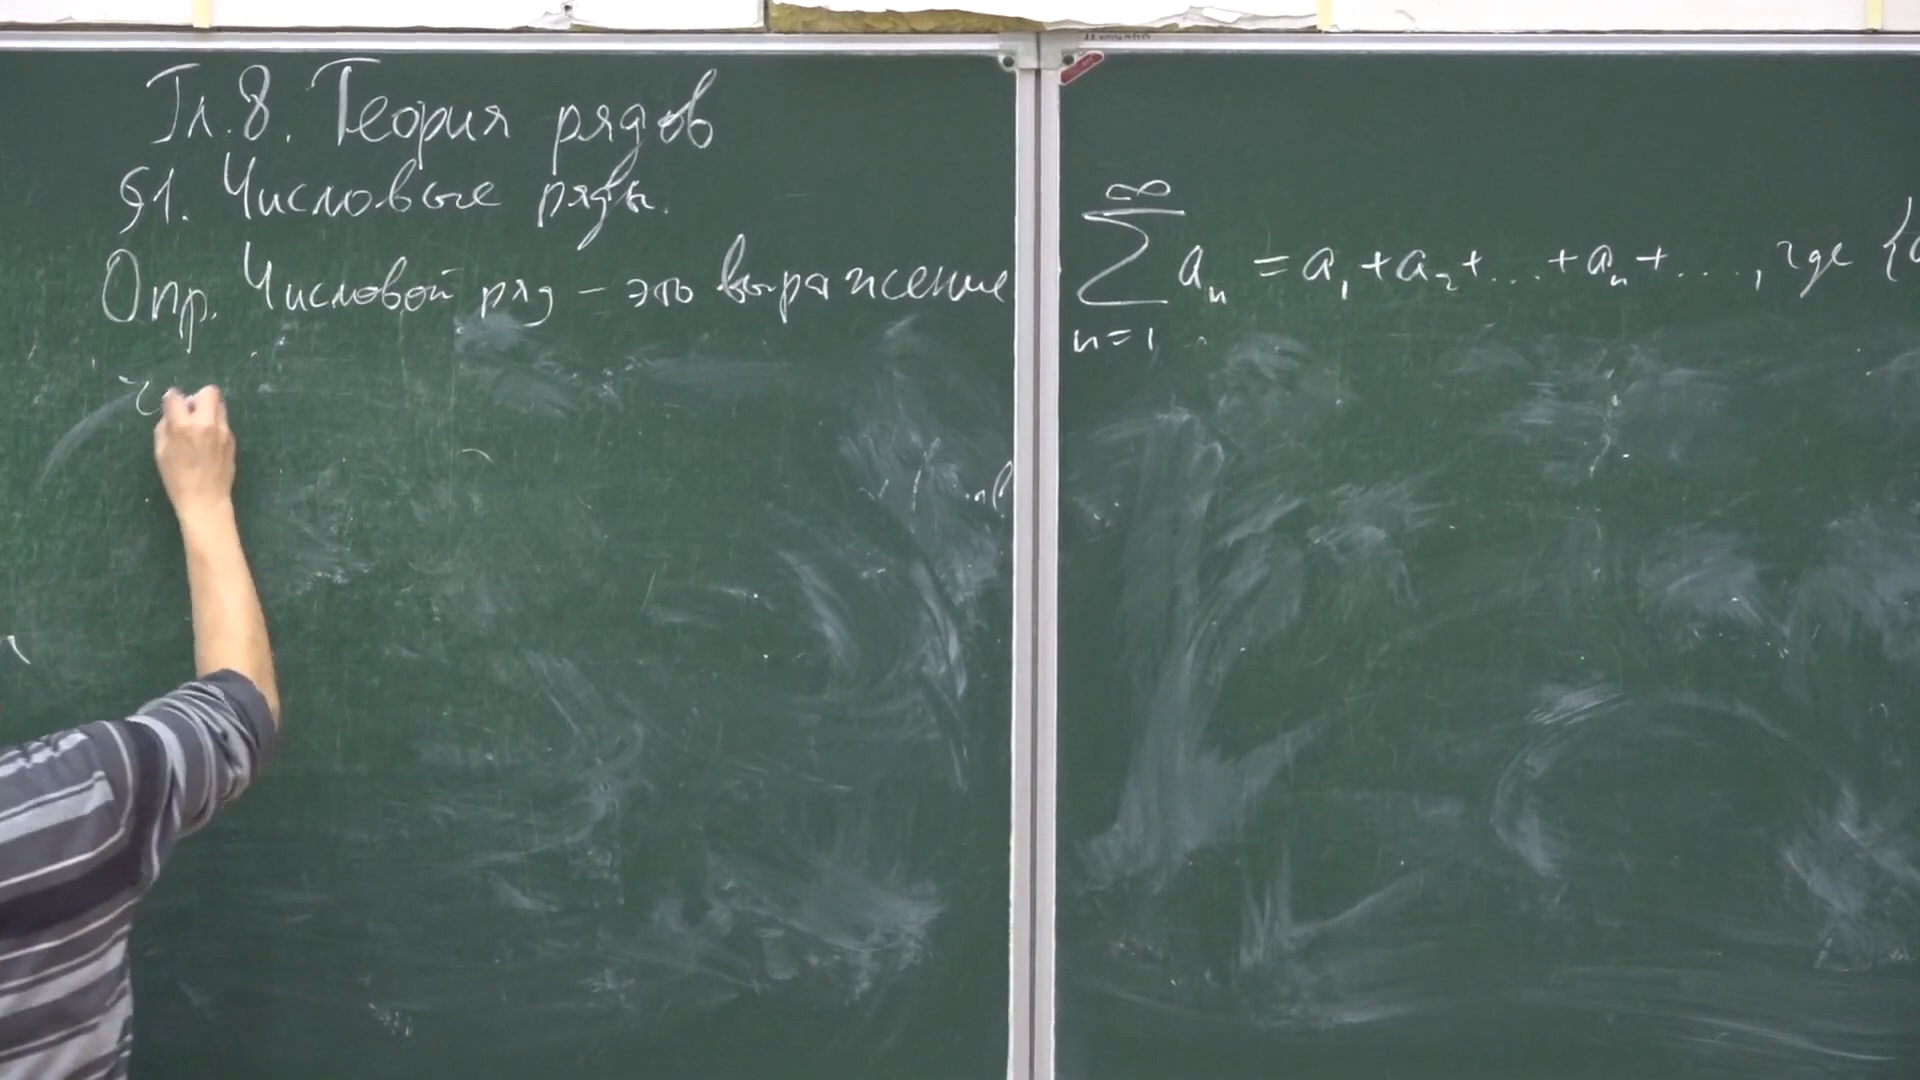 Гл.8. Теория рядов
§1. Числовые ряды.
Опр. Числовой ряд – это выражение
∞
∑ aₙ = a₁ + a₂ + ... + aₙ + ..., где {a
n=1